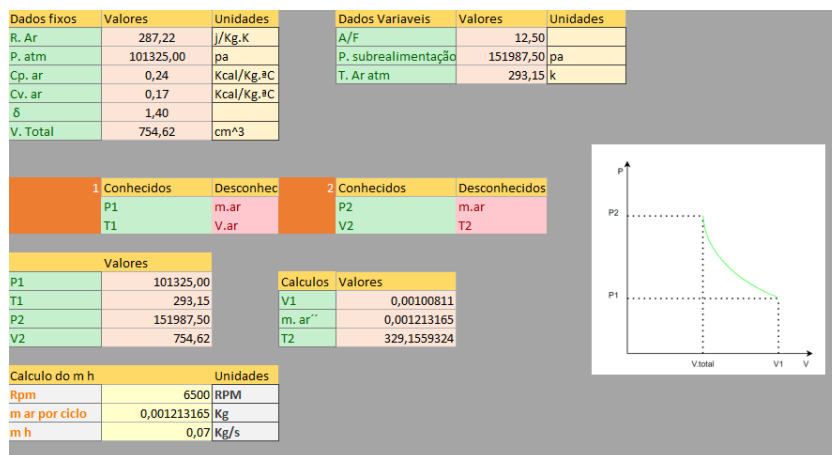 Dados fixos Valores Unidades Dados Variaveis Valores Unidades
R. Ar 287,22 j/Kg.K A/F 12,50
P. atm 101325,00 pa P. subrealimentação 151987,50 pa
Cp. ar 0,24 Kcal/Kg.ªC T. Ar atm 293,15 k
Cv. ar 0,17 Kcal/Kg.ªC
δ 1,40
V. Total 754,62 cm^3
1 Conhecidos Desconhec 2 Conhecidos Desconhecidos
P1 m.ar P2 m.ar
T1 V.ar V2 T2
Valores
P1 101325,00 Calculos Valores
T1 293,15 V1 0,00100811
P2 151987,50 m. ar´´ 0,001213165
V2 754,62 T2 329,1559324
Calculo do m h Unidades
Rpm 6500 RPM
m ar por ciclo 0,001213165 Kg
m h 0,07 Kg/s
P
P2
P1
V.total V1 V